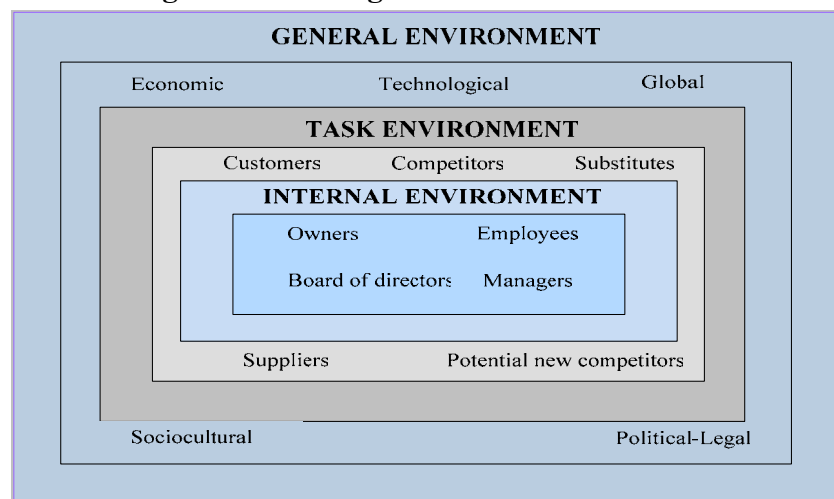 GENERAL ENVIRONMENT
Economic Technological Global
TASK ENVIRONMENT
Customers Competitors Substitutes
INTERNAL ENVIRONMENT
Owners Employees
Board of directors Managers
Suppliers Potential new competitors
Sociocultural Political-Legal